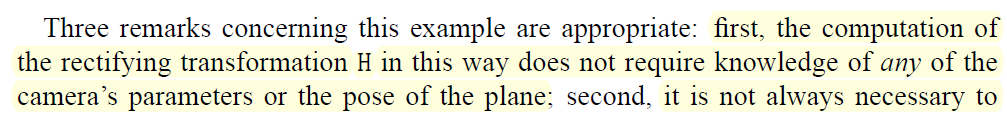 Three remarks concerning this example are appropriate: first, the computation of
the rectifying transformation H in this way does not require knowledge of any of the
camera's parameters or the pose of the plane; second, it is not always necessary to